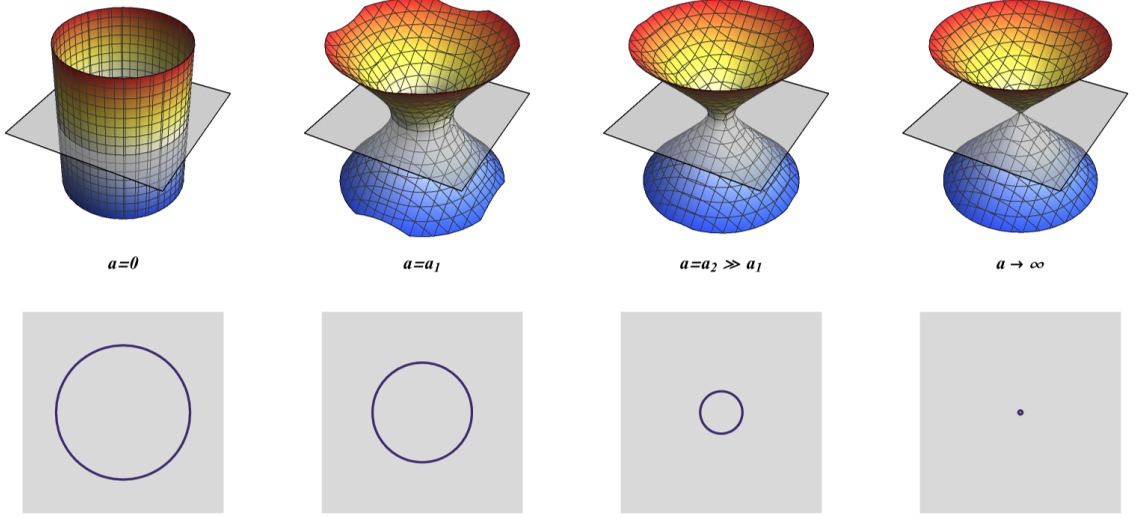 a=0
a=a₁
a=a₂ ≫ a₁
a → ∞